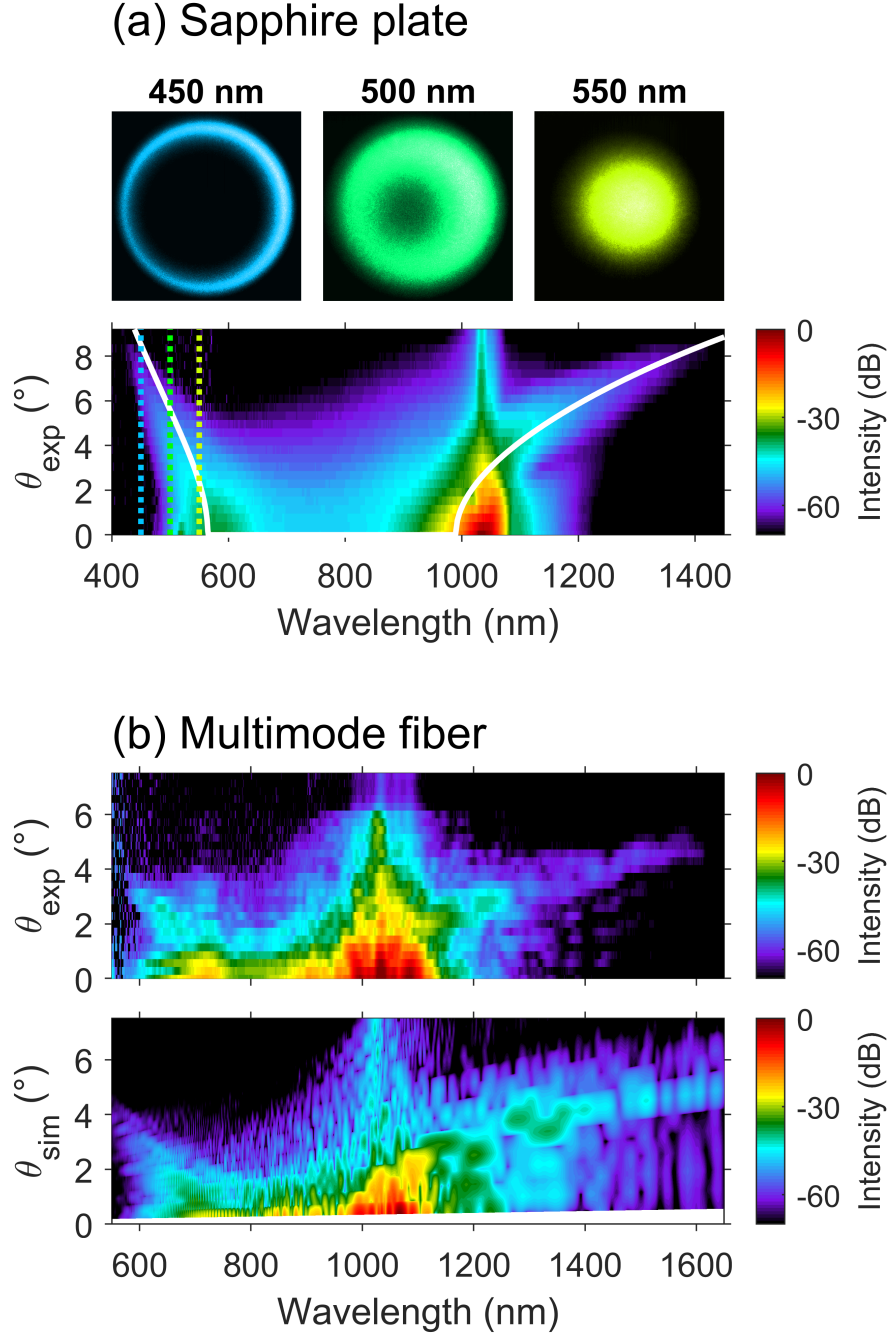 (a) Sapphire plate
450 nm 500 nm 550 nm
8
6
4
2
0
θexp (°)
400 600 800 1000 1200 1400
Wavelength (nm)
0
-30
-60
Intensity (dB)
(b) Multimode fiber
6
4
2
0
θexp (°)
0
-30
-60
Intensity (dB)
6
4
2
0
θsim (°)
600 800 1000 1200 1400 1600
Wavelength (nm)
0
-30
-60
Intensity (dB)